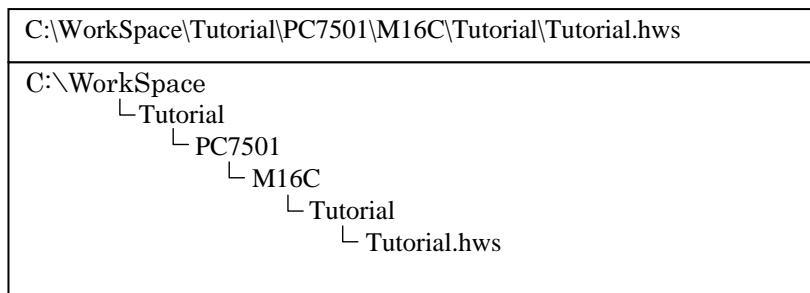 C:\WorkSpace\Tutorial\PC7501\M16C\Tutorial\Tutorial.hws
C:\WorkSpace
Tutorial
PC7501
M16C
Tutorial
Tutorial.hws